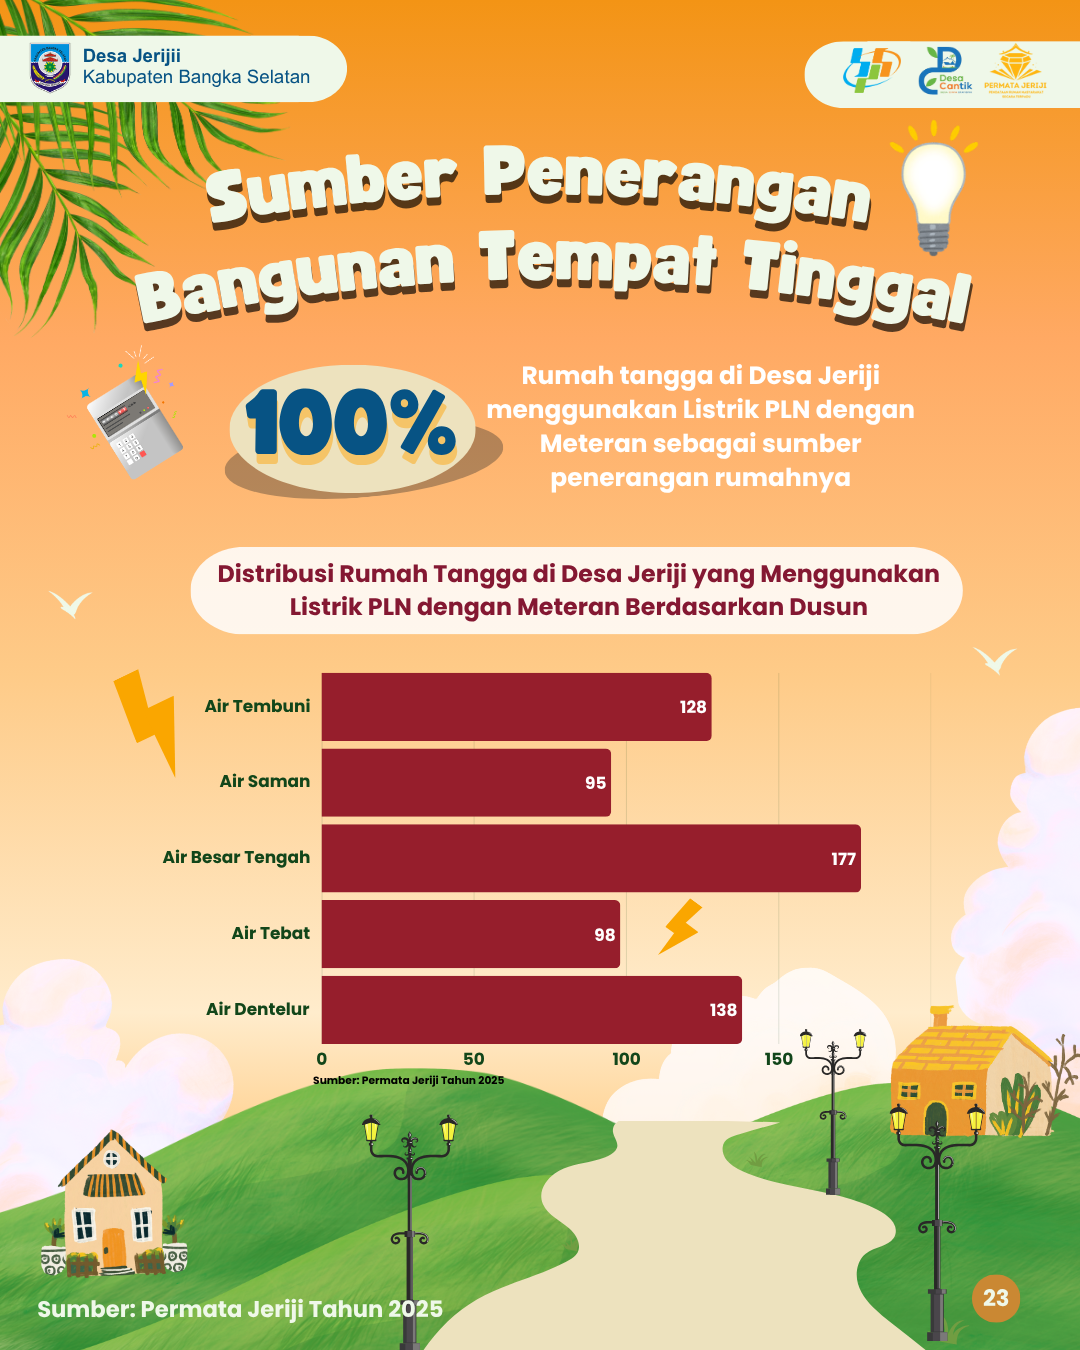 Desa Jerijii
Kabupaten Bangka Selatan
Desa
Cantik
PERMATA JERIJI
Sumber Penerangan
Bangunan Tempat Tinggal
100%
Rumah tangga di Desa Jeriji
menggunakan Listrik PLN dengan
Meteran sebagai sumber
penerangan rumahnya
Distribusi Rumah Tangga di Desa Jeriji yang Menggunakan
Listrik PLN dengan Meteran Berdasarkan Dusun
Air Tembuni 128
Air Saman 95
Air Besar Tengah 177
Air Tebat 98
Air Dentelur 138
0 50 100 150
Sumber: Permata Jeriji Tahun 2025
Sumber: Permata Jeriji Tahun 2025
23